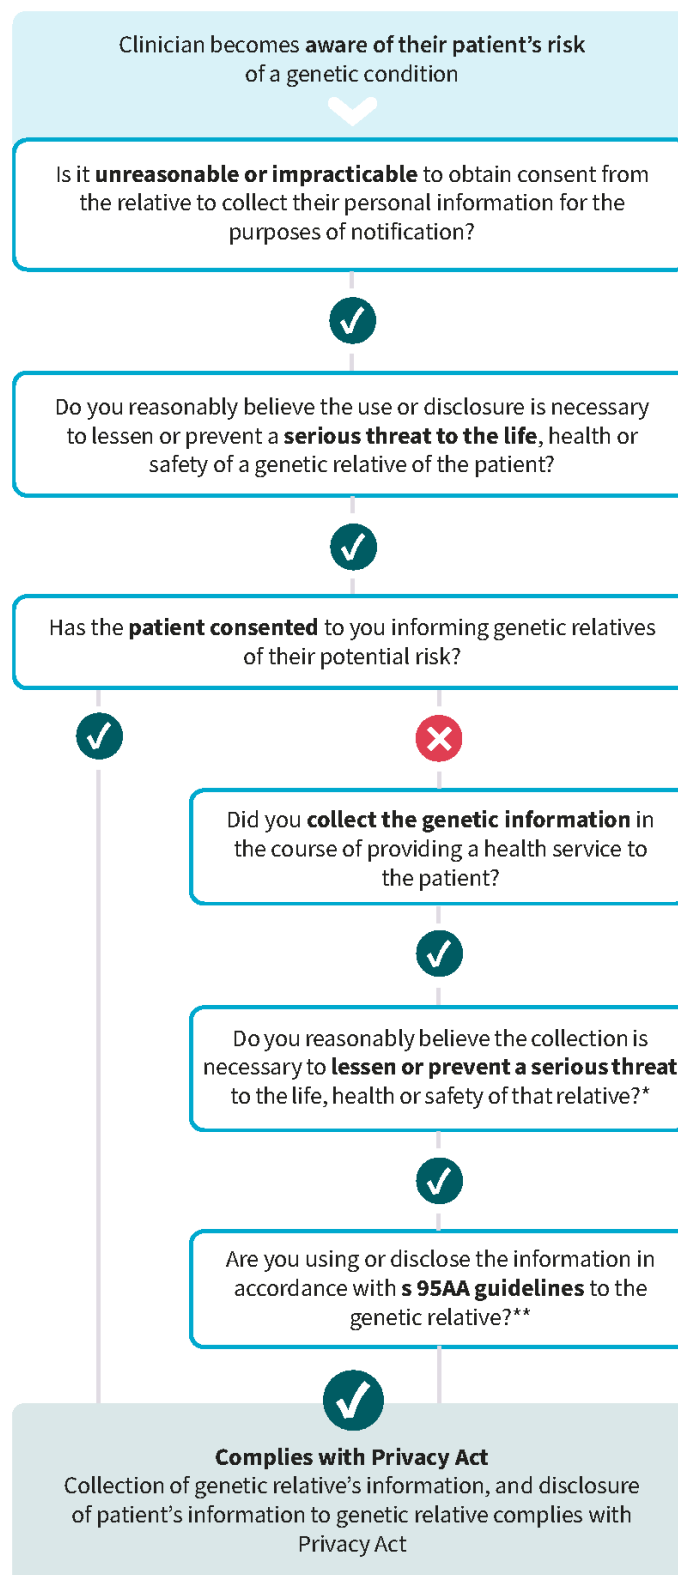 Clinician becomes aware of their patient's risk
of a genetic condition
Is it unreasonable or impracticable to obtain consent from
the relative to collect their personal information for the
purposes of notification?
Do you reasonably believe the use or disclosure is necessary
to lessen or prevent a serious threat to the life, health or
safety of a genetic relative of the patient?
Has the patient consented to you informing genetic relatives
of their potential risk?
Did you collect the genetic information in
the course of providing a health service to
the patient?
Do you reasonably believe the collection is
necessary to lessen or prevent a serious threat
to the life, health or safety of that relative?*
Are you using or disclose the information in
accordance with s 95AA guidelines to the
genetic relative?**
Complies with Privacy Act
Collection of genetic relative's information, and disclosure
of patient's information to genetic relative complies with
Privacy Act